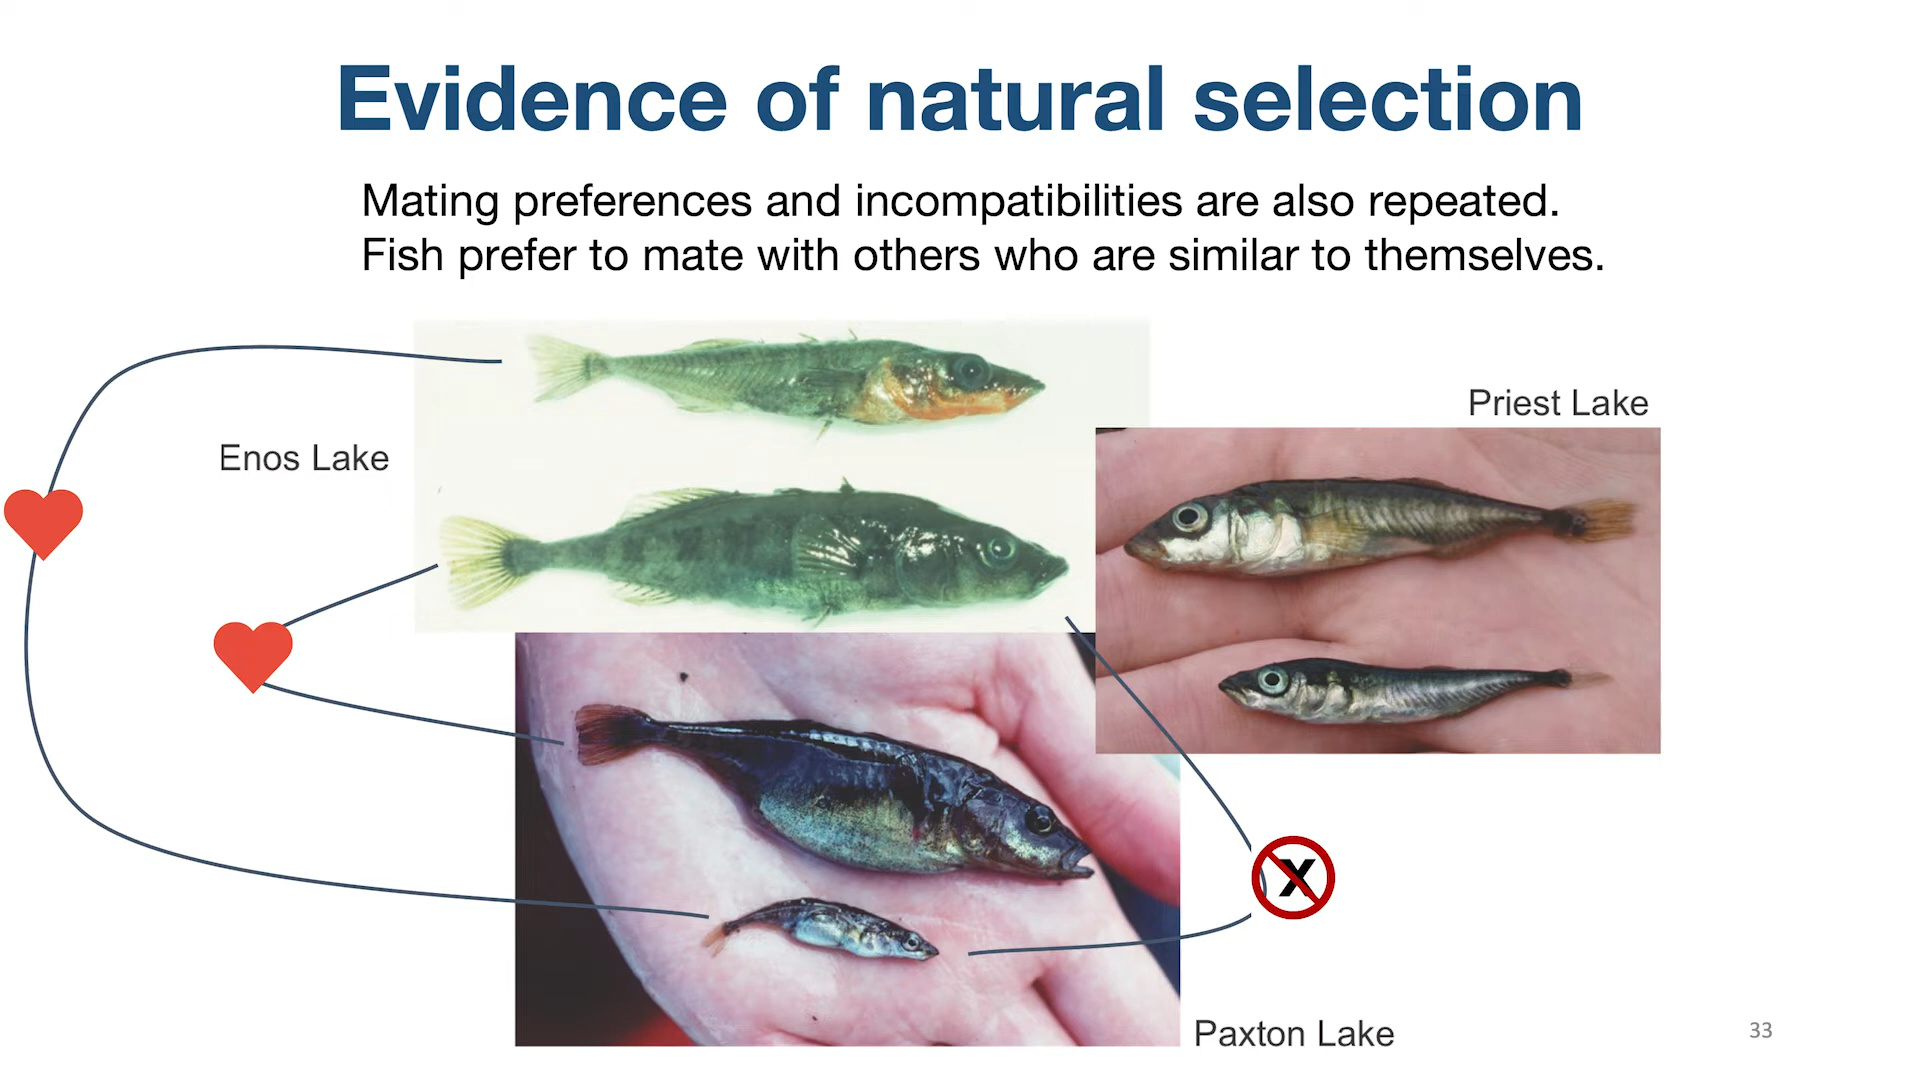 Evidence of natural selection
Mating preferences and incompatibilities are also repeated.
Fish prefer to mate with others who are similar to themselves.
Priest Lake
Enos Lake
X
Paxton Lake
33